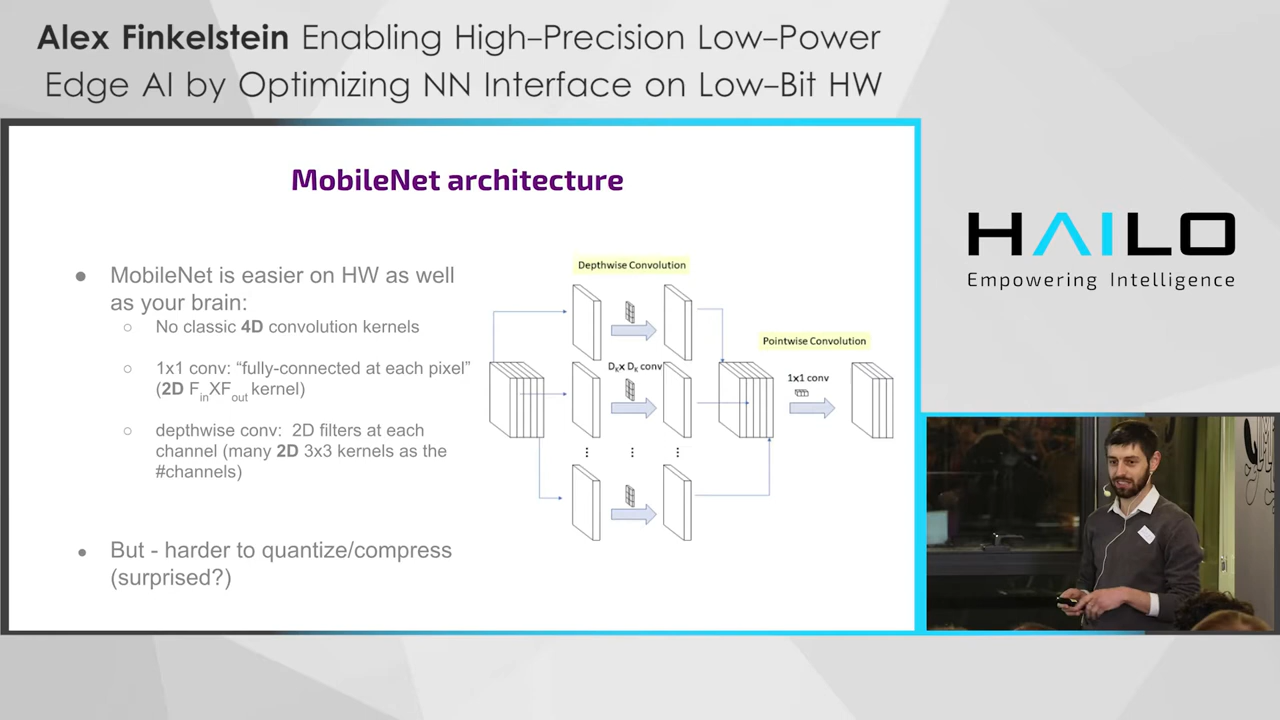 Alex Finkelstein Enabling High-Precision Low-Power
Edge AI by Optimizing NN Interface on Low-Bit HW
MobileNet architecture
● MobileNet is easier on HW as well
as your brain:
○ No classic 4D convolution kernels
○ 1x1 conv: “fully-connected at each pixel”
(2D FinXFout kernel)
○ depthwise conv: 2D filters at each
channel (many 2D 3x3 kernels as the
#channels)
● But - harder to quantize/compress
(surprised?)
Depthwise Convolution
DKx DK conv
Pointwise Convolution
1x1 conv
HAILO
Empowering Intelligence